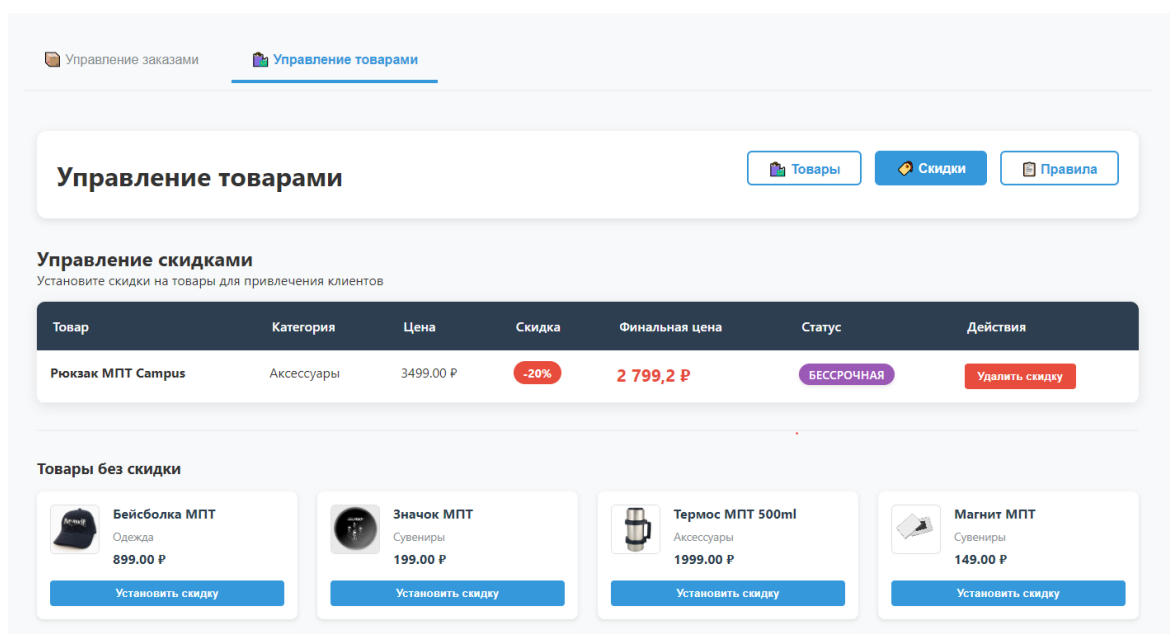 Управление заказами Управление товарами
Управление товарами
Товары Скидки Правила
Управление скидками
Установите скидки на товары для привлечения клиентов
Товар Категория Цена Скидка Финальная цена Статус Действия
Рюкзак МПТ Campus Аксессуары 3499.00 ₽ -20% 2 799,2 ₽ БЕССРОЧНАЯ Удалить скидку
Товары без скидки
Бейсболка МПТ
Одежда
899.00 ₽
Установить скидку
Значок МПТ
Сувениры
199.00 ₽
Установить скидку
Термос МПТ 500ml
Аксессуары
1999.00 ₽
Установить скидку
Магнит МПТ
Сувениры
149.00 ₽
Установить скидку